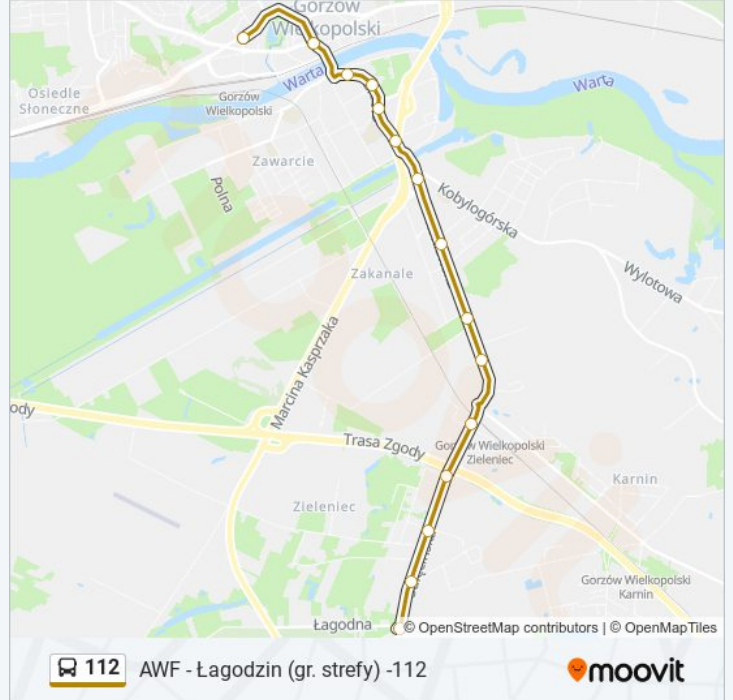 Gorzów
Wielkopolski
Warta
Warta
Osiedle
Słoneczne
Gorzów
Wielkopolski
Zawarcie
Polna
Kobylogórska
Wylotowa
Zakanale
Marcina Kasprzaka
ody
Trasa Zgody
Gorzów Wielkopolski
Zieleniec
Karnin
Zieleniec
Gorzów Wielkopolski
Karnin
Łagodna
© OpenStreetMap contributors | © OpenMapTiles
112 AWF - Łagodzin (gr. strefy) -112
moovit